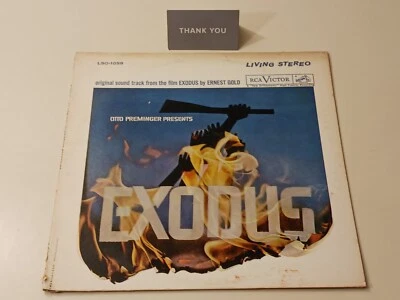 THANK YOU
LSO-1058
LIVING STEREO
original sound track from the film EXODUS by ERNEST GOLD
RCA VICTOR
OTTO PREMINGER PRESENTS
EXODUS